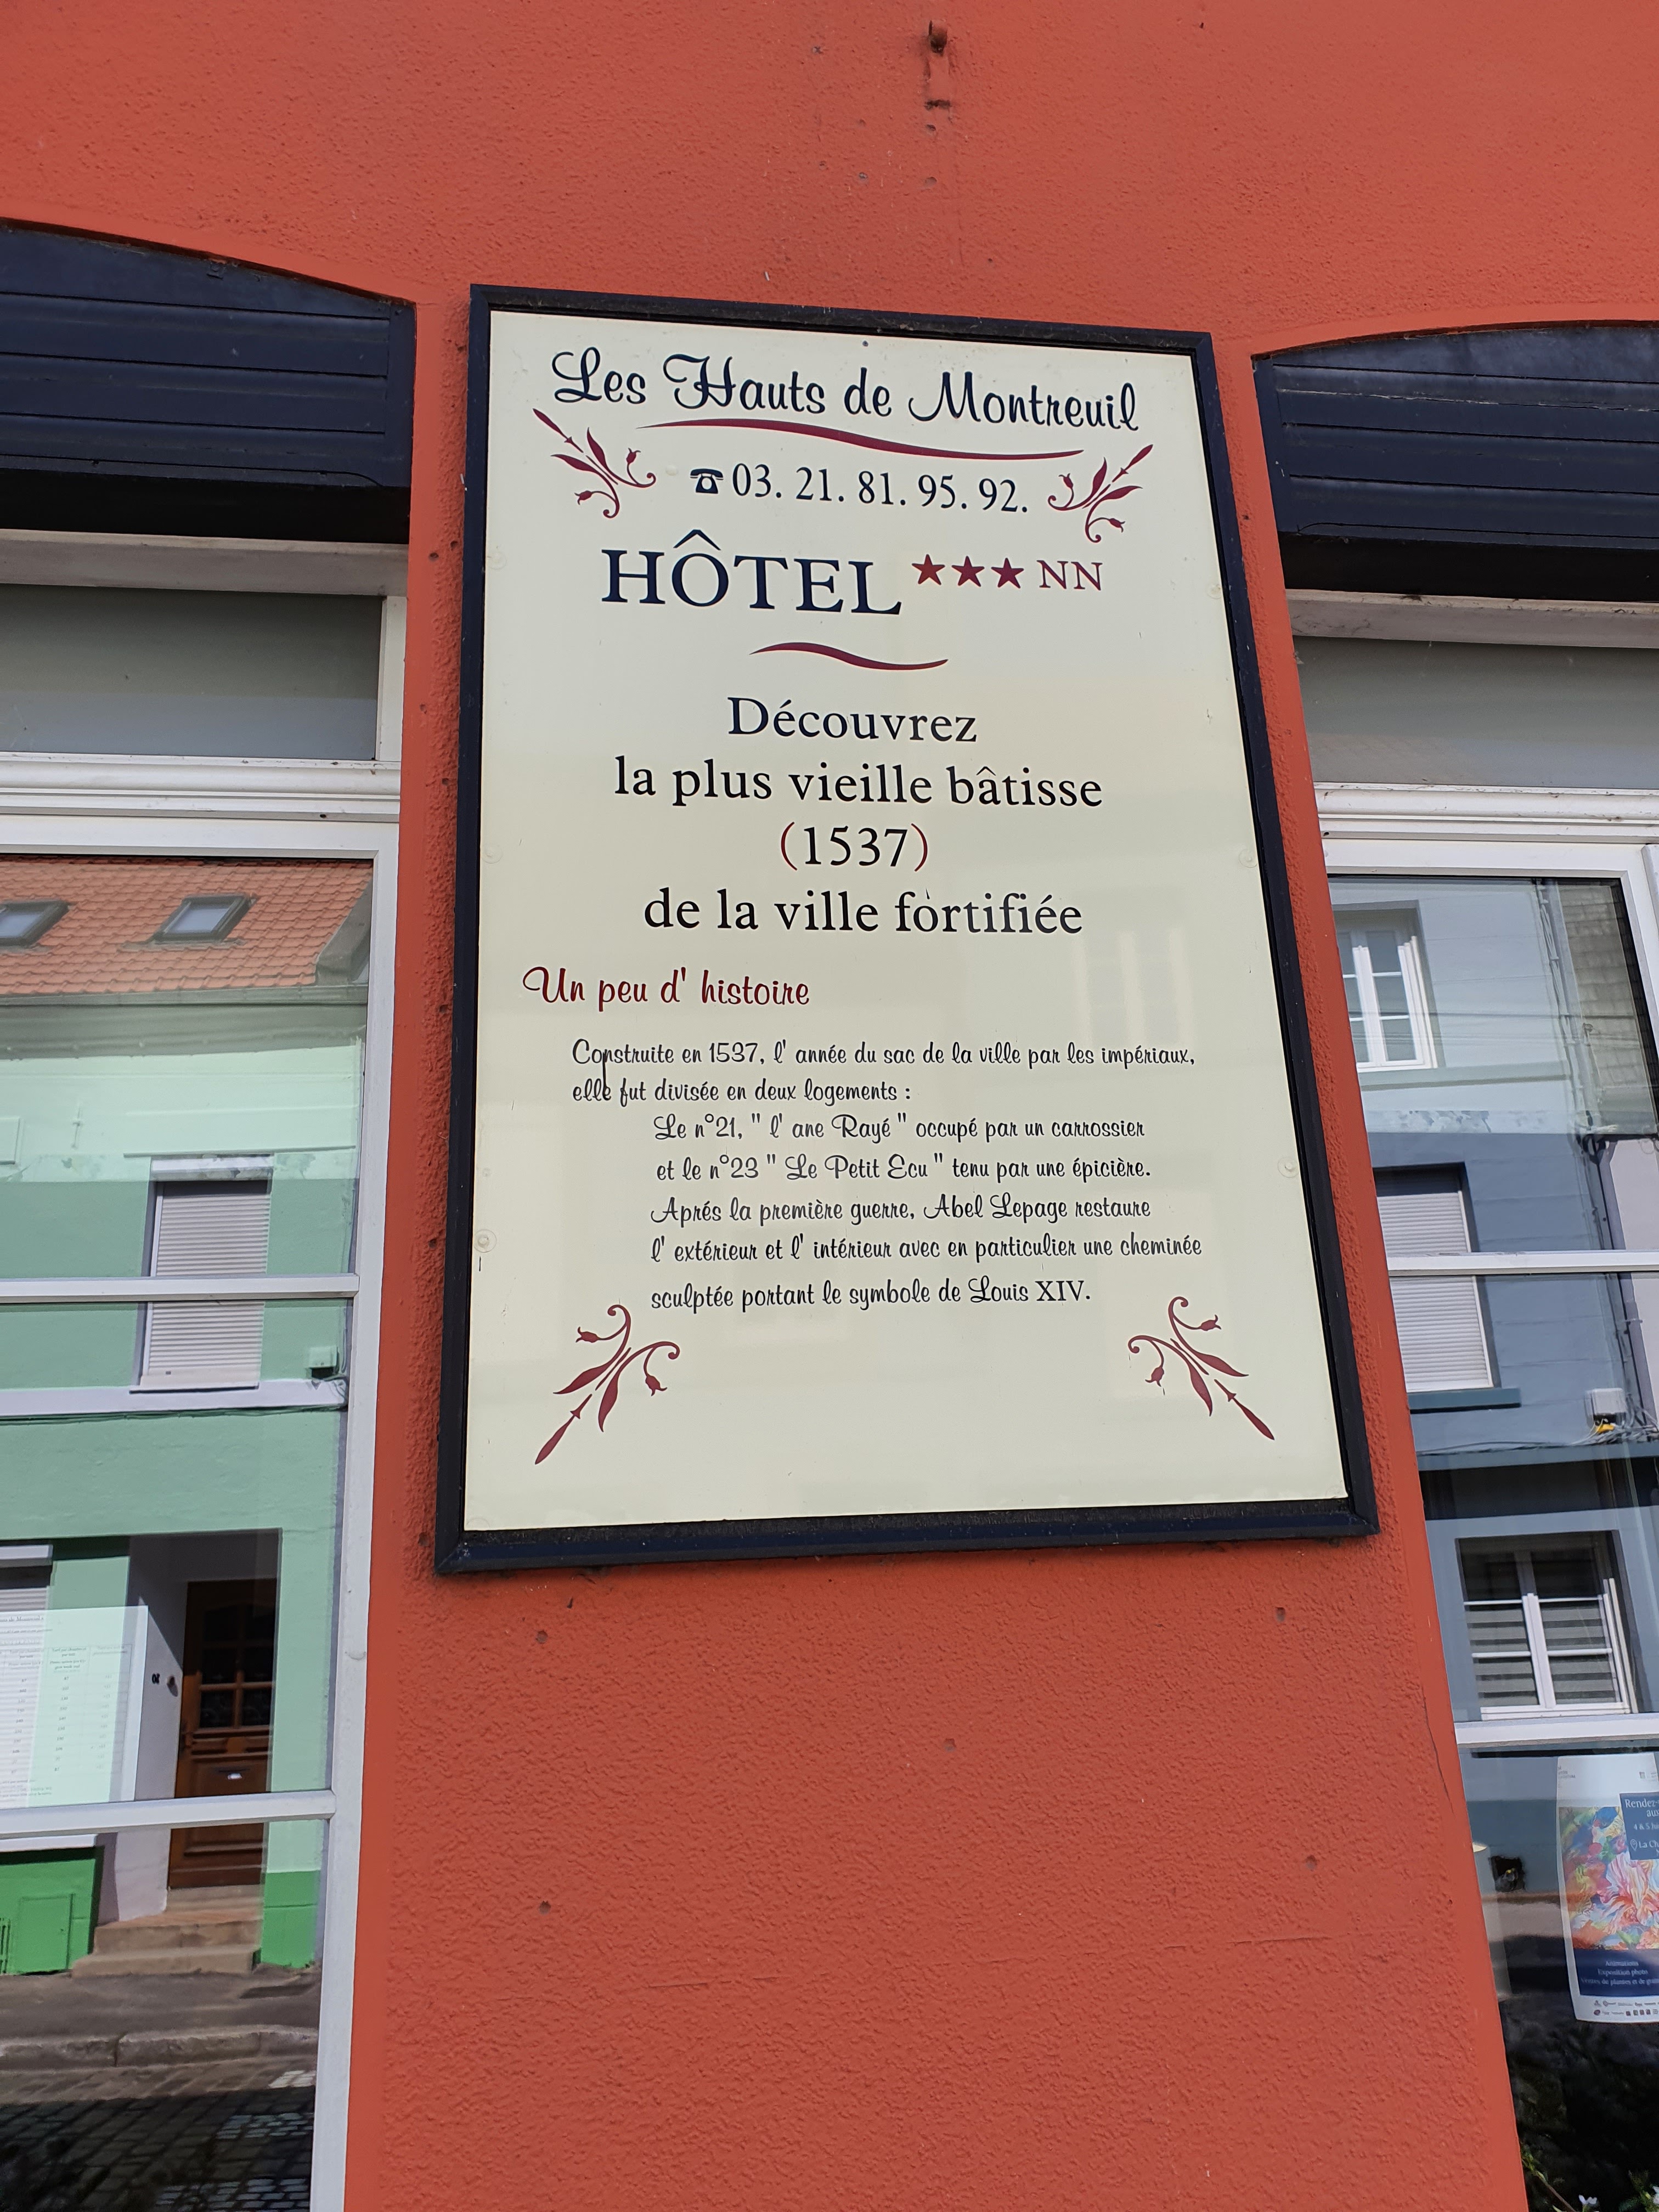 Les Hauts de Montreuil
☎ 03. 21. 81. 95. 92.
HÔTEL ★★★ NN
Découvrez
la plus vieille bâtisse
(1537)
de la ville fortifiée
Un peu d' histoire
Construite en 1537, l' année du sac de la ville par les impériaux,
elle fut divisée en deux logements :
Le n°21, " l' ane Rayé " occupé par un carrossier
et le n°23 " Le Petit Ecu " tenu par une épicière.
Aprés la première guerre, Abel Lepage restaure
l' extérieur et l' intérieur avec en particulier une cheminée
sculptée portant le symbole de Louis XIV.
Animations
Exposition photo